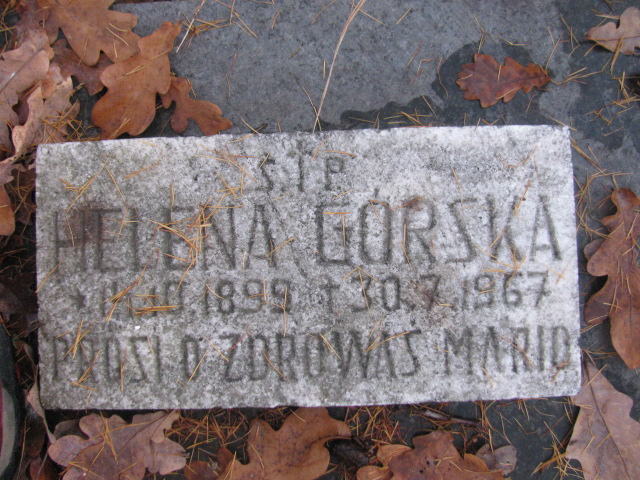 Ś.†P.
HELENA GÓRSKA
1899 † 30.7.1967
PROSI O ZDROWAŚ MARIO